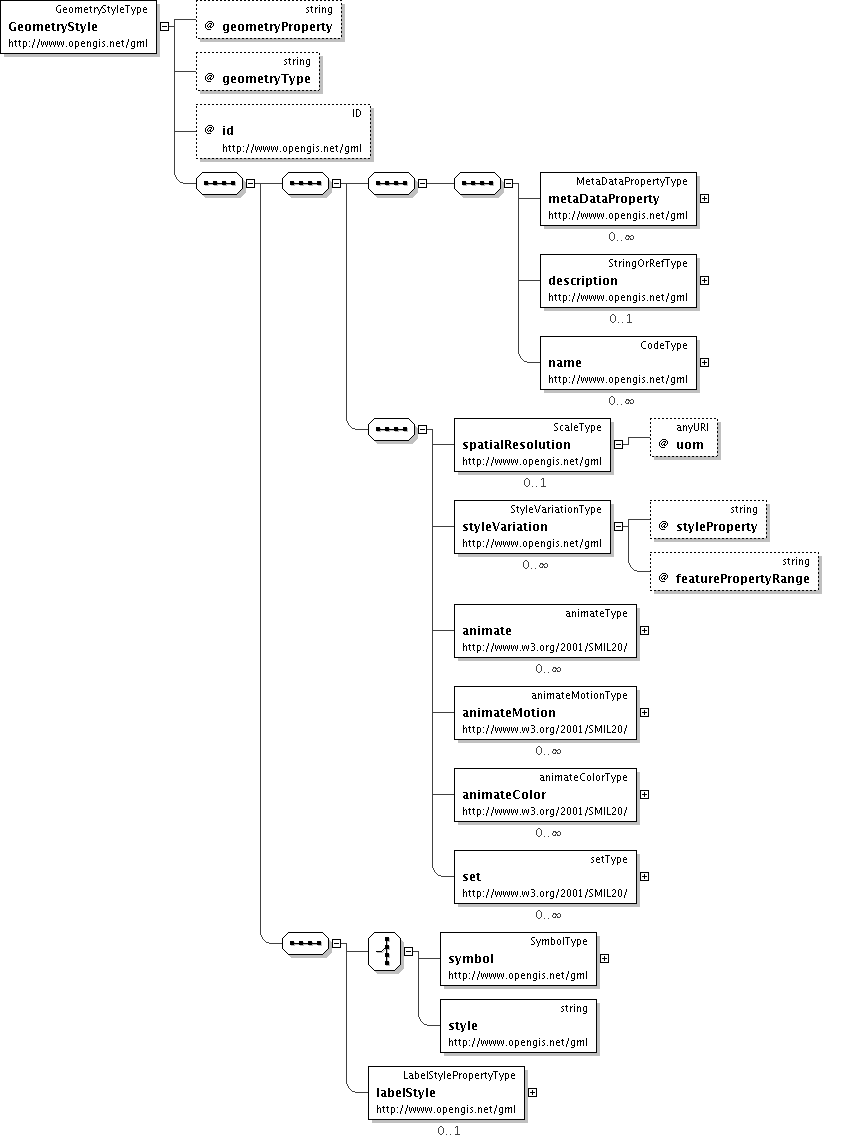 GeometryStyleType
GeometryStyle
http://www.opengis.net/gml
string
@ geometryProperty
string
@ geometryType
ID
@ id
http://www.opengis.net/gml
MetaDataPropertyType
metaDataProperty
http://www.opengis.net/gml
0..∞
StringOrRefType
description
http://www.opengis.net/gml
0..1
CodeType
name
http://www.opengis.net/gml
0..∞
ScaleType
spatialResolution
http://www.opengis.net/gml
0..1
anyURI
@ uom
StyleVariationType
styleVariation
http://www.opengis.net/gml
0..∞
string
@ styleProperty
string
@ featurePropertyRange
animateType
animate
http://www.w3.org/2001/SMIL20/
0..∞
animateMotionType
animateMotion
http://www.w3.org/2001/SMIL20/
0..∞
animateColorType
animateColor
http://www.w3.org/2001/SMIL20/
0..∞
setType
set
http://www.w3.org/2001/SMIL20/
0..∞
SymbolType
symbol
http://www.opengis.net/gml
string
style
http://www.opengis.net/gml
LabelStylePropertyType
labelStyle
http://www.opengis.net/gml
0..1